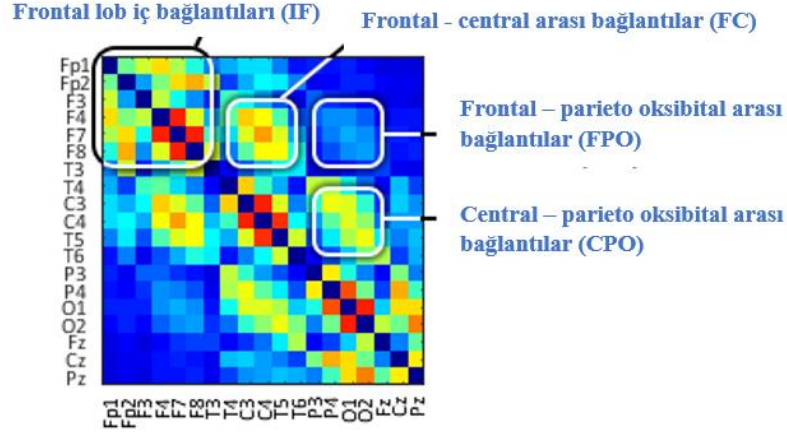 Frontal lob iç bağlantıları (IF)
Frontal - central arası bağlantılar (FC)
Fp1
Fp2
F3
F4
F7
F8
T3
T4
C3
C4
T5
T6
P3
P4
O1
O2
Fz
Cz
Pz
Frontal – parieto oksibital arası
bağlantılar (FPO)
Central – parieto oksibital arası
bağlantılar (CPO)
Fp1 Fp2 F3 F4 F7 F8 T3 T4 C3 C4 T5 T6 P3 P4 O1 O2 Fz Cz Pz